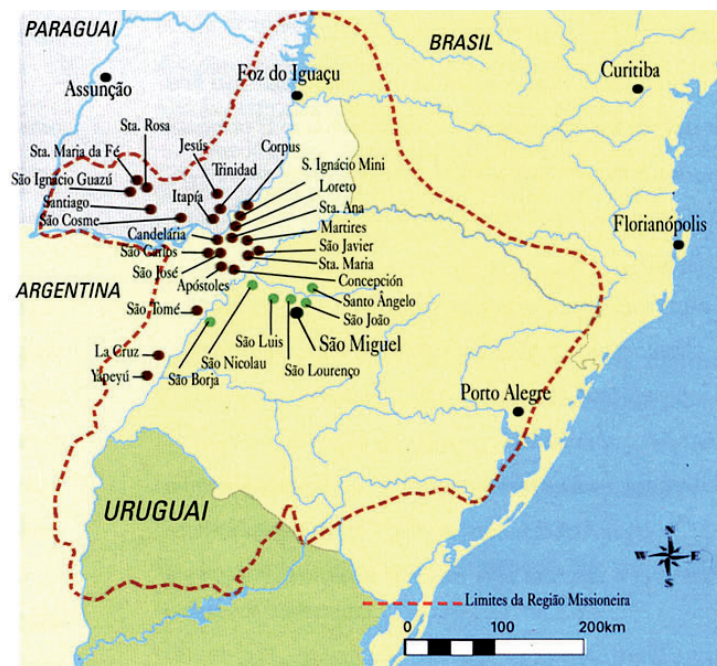 PARAGUAI
BRASIL
Assunção
Foz do Iguaçu
Curitiba
Sta. Rosa
Sta. Maria da Fé
Jesús
Corpus
Trinidad
São Ignácio Guazú
S. Ignácio Mini
Santiago
Itapía
Loreto
São Cosme
Sta. Ana
Candelária
Martires
São Carlos
São Javier
São José
Sta. Maria
Apóstoles
Concepción
Florianópolis
ARGENTINA
Santo Ângelo
São Tomé
São João
São Miguel
São Luis
La Cruz
São Nicolau
São Lourenço
Yapeyú
São Borja
Porto Alegre
URUGUAI
N
W
E
S
Limites da Região Missioneira
0
100
200km